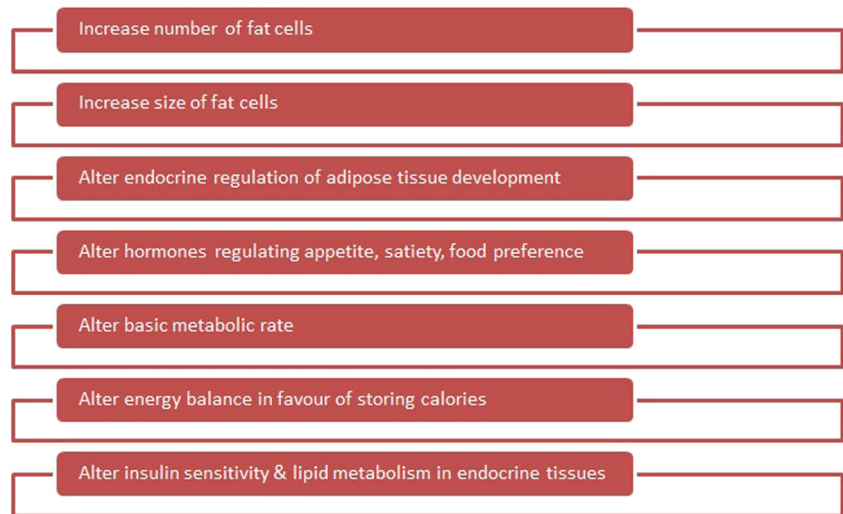 Increase number of fat cells
Increase size of fat cells
Alter endocrine regulation of adipose tissue development
Alter hormones regulating appetite, satiety, food preference
Alter basic metabolic rate
Alter energy balance in favour of storing calories
Alter insulin sensitivity & lipid metabolism in endocrine tissues